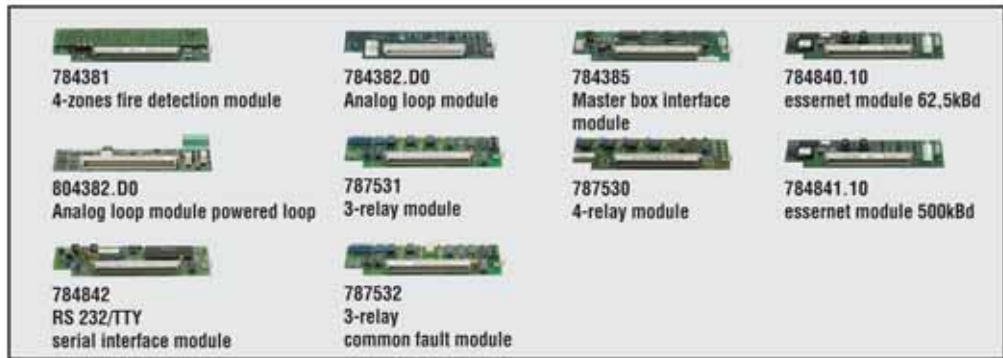 784381
4-zones fire detection module
784382.D0
Analog loop module
784385
Master box interface
module
784840.10
essernet module 62,5kBd
804382.D0
Analog loop module powered loop
787531
3-relay module
787530
4-relay module
784841.10
essernet module 500kBd
784842
RS 232/TTY
serial interface module
787532
3-relay
common fault module